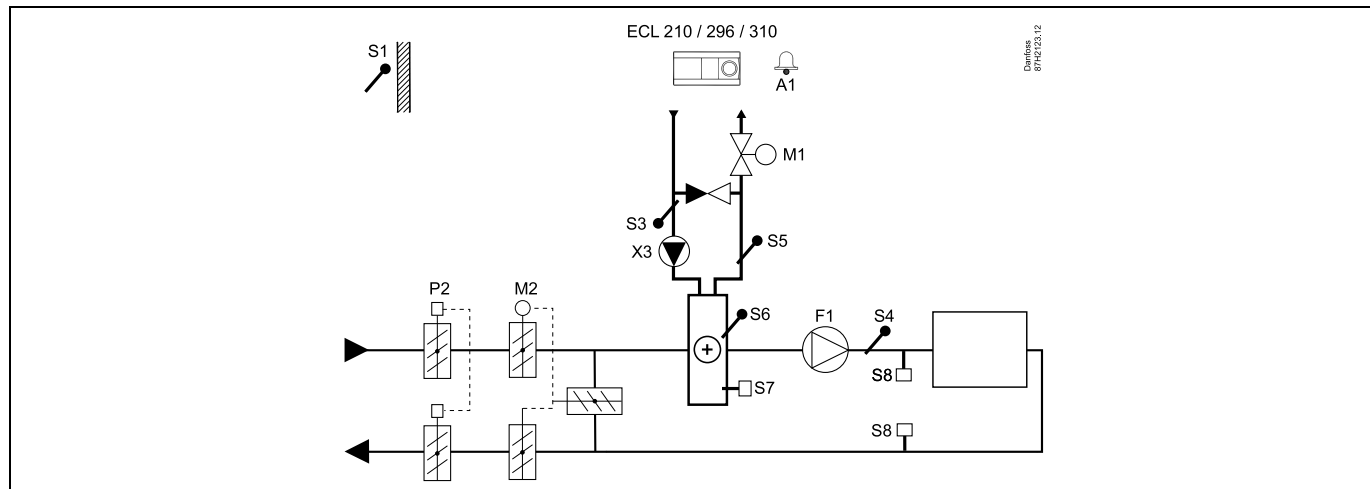 ECL 210 / 296 / 310
Danfoss
87H2123.12
S1
A1
M1
S3
S5
X3
P2
M2
S6
F1
S4
S7
S8
S8